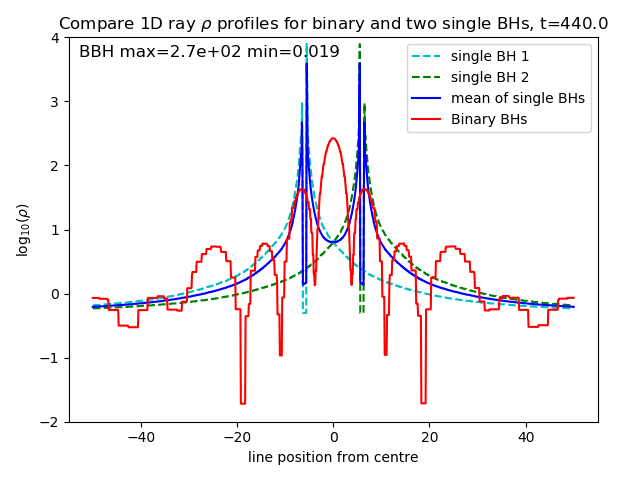 Compare 1D ray ρ profiles for binary and two single BHs, t=440.0
BBH max=2.7e+02 min=0.019
single BH 1
single BH 2
mean of single BHs
Binary BHs
log₁₀(ρ)
4
3
2
1
0
−1
−2
−40 −20 0 20 40
line position from centre